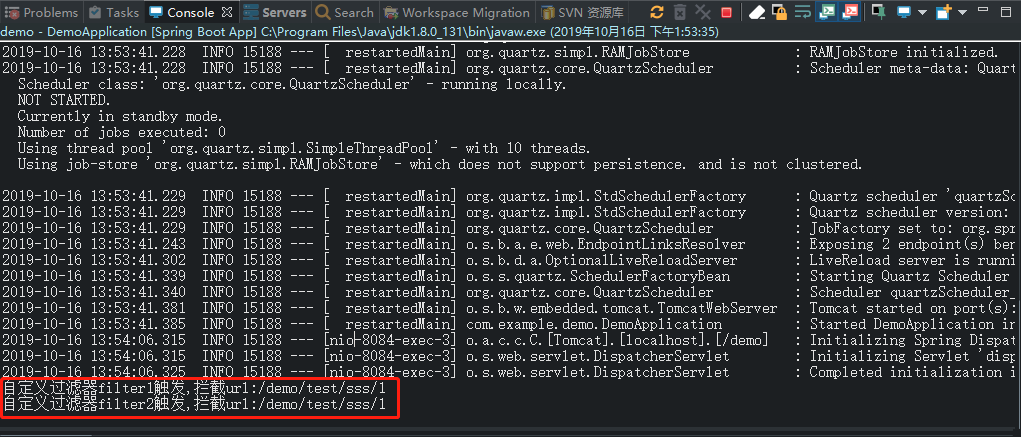 Problems Tasks Console Servers Search Workspace Migration SVN 资源库
demo - DemoApplication [Spring Boot App] C:\Program Files\Java\jdk1.8.0_131\bin\javaw.exe (2019年10月16日 下午1:53:35)
2019-10-16 13:53:41.228  INFO 15188 --- [  restartedMain] org.quartz.simpl.RAMJobStore             : RAMJobStore initialized.
2019-10-16 13:53:41.228  INFO 15188 --- [  restartedMain] org.quartz.core.QuartzScheduler          : Scheduler meta-data: Quart
  Scheduler class: 'org.quartz.core.QuartzScheduler' - running locally.
  NOT STARTED.
  Currently in standby mode.
  Number of jobs executed: 0
  Using thread pool 'org.quartz.simpl.SimpleThreadPool' - with 10 threads.
  Using job-store 'org.quartz.simpl.RAMJobStore' - which does not support persistence. and is not clustered.
2019-10-16 13:53:41.229  INFO 15188 --- [  restartedMain] org.quartz.impl.StdSchedulerFactory      : Quartz scheduler 'quartzSc
2019-10-16 13:53:41.229  INFO 15188 --- [  restartedMain] org.quartz.impl.StdSchedulerFactory      : Quartz scheduler version:
2019-10-16 13:53:41.229  INFO 15188 --- [  restartedMain] org.quartz.core.QuartzScheduler          : JobFactory set to: org.spr
2019-10-16 13:53:41.243  INFO 15188 --- [  restartedMain] o.s.b.a.e.web.EndpointLinksResolver      : Exposing 2 endpoint(s) ben
2019-10-16 13:53:41.302  INFO 15188 --- [  restartedMain] o.s.b.d.a.OptionalLiveReloadServer       : LiveReload server is runni
2019-10-16 13:53:41.339  INFO 15188 --- [  restartedMain] o.s.s.quartz.SchedulerFactoryBean        : Starting Quartz Scheduler
2019-10-16 13:53:41.340  INFO 15188 --- [  restartedMain] org.quartz.core.QuartzScheduler          : Scheduler quartzScheduler_
2019-10-16 13:53:41.381  INFO 15188 --- [  restartedMain] o.s.b.w.embedded.tomcat.TomcatWebServer  : Tomcat started on port(s):
2019-10-16 13:53:41.385  INFO 15188 --- [  restartedMain] com.example.demo.DemoApplication         : Started DemoApplication in
2019-10-16 13:54:06.315  INFO 15188 --- [nio-8084-exec-3] o.a.c.c.C.[Tomcat].[localhost].[/demo]   : Initializing Spring Dispat
2019-10-16 13:54:06.315  INFO 15188 --- [nio-8084-exec-3] o.s.web.servlet.DispatcherServlet        : Initializing Servlet 'disp
2019-10-16 13:54:06.325  INFO 15188 --- [nio-8084-exec-3] o.s.web.servlet.DispatcherServlet        : Completed initialization i
自定义过滤器filter1触发,拦截url:/demo/test/sss/1
自定义过滤器filter2触发,拦截url:/demo/test/sss/1